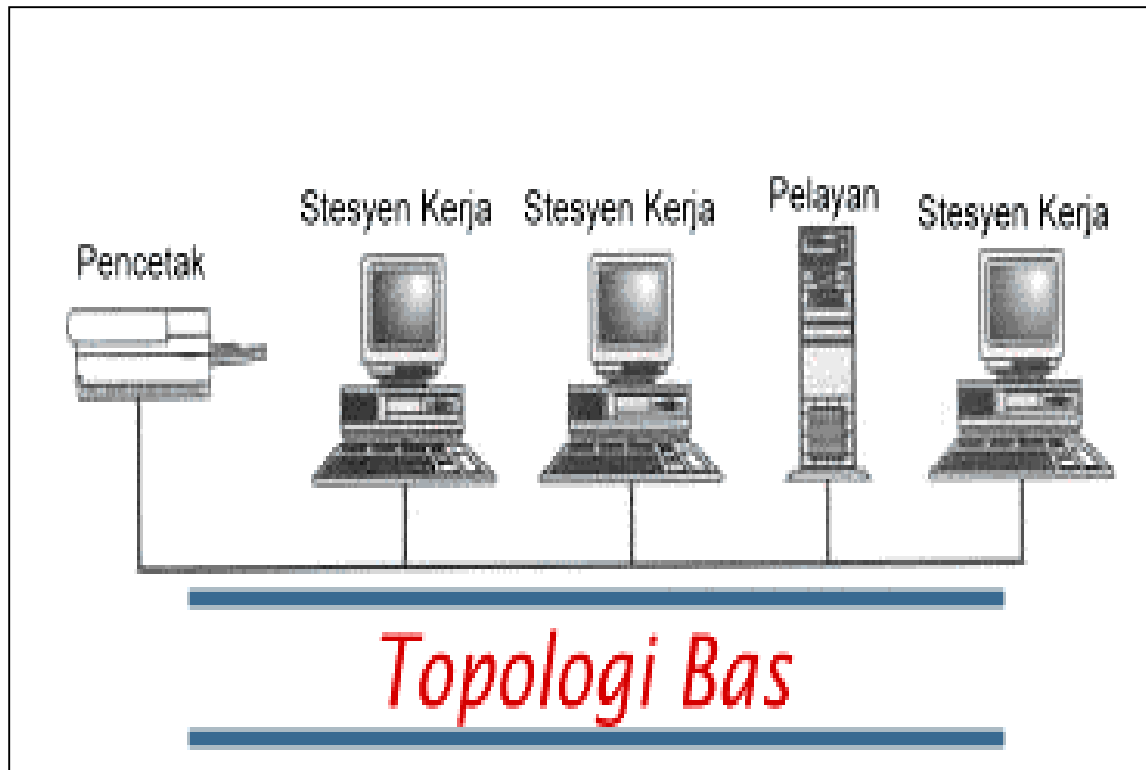 Pencetak
Stesyen Kerja
Stesyen Kerja
Pelayan
Stesyen Kerja
Topologi Bas